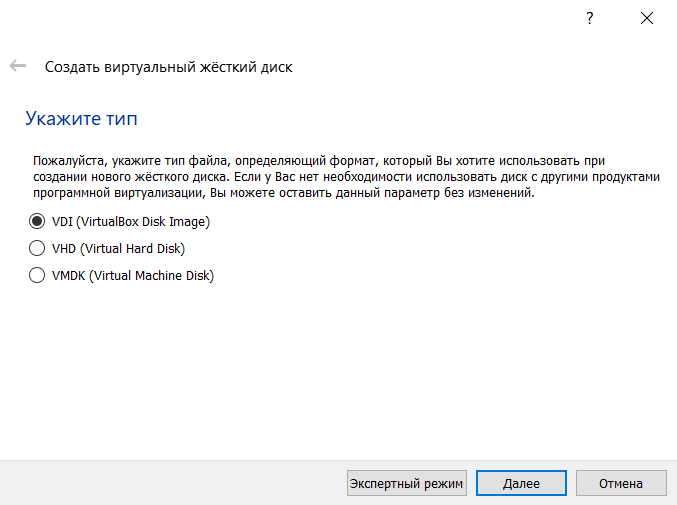 ?
Создать виртуальный жёсткий диск
Укажите тип
Пожалуйста, укажите тип файла, определяющий формат, который Вы хотите использовать при
создании нового жёсткого диска. Если у Вас нет необходимости использовать диск с другими продуктами
программной виртуализации, Вы можете оставить данный параметр без изменений.
VDI (VirtualBox Disk Image)
VHD (Virtual Hard Disk)
VMDK (Virtual Machine Disk)
Экспертный режим Далее Отмена